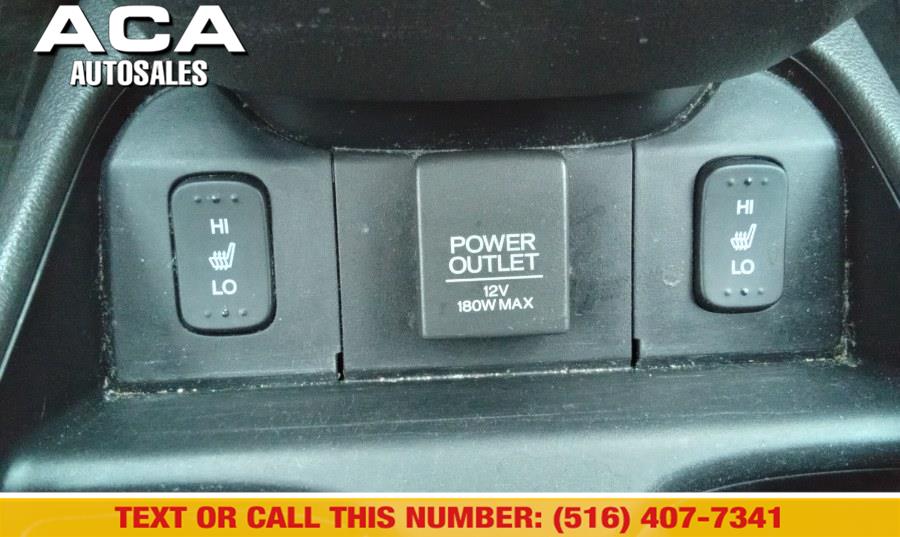 ACA
AUTOSALES
HI
LO
POWER
OUTLET
12V
180W MAX
HI
LO
TEXT OR CALL THIS NUMBER: (516) 407-7341